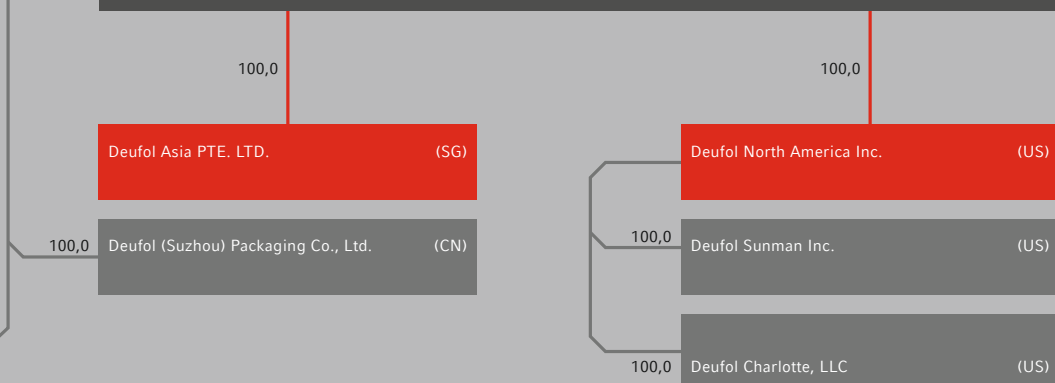 100,0
100,0
Deufol Asia PTE. LTD. (SG)
Deufol North America Inc. (US)
100,0 Deufol (Suzhou) Packaging Co., Ltd. (CN)
100,0 Deufol Sunman Inc. (US)
100,0 Deufol Charlotte, LLC (US)